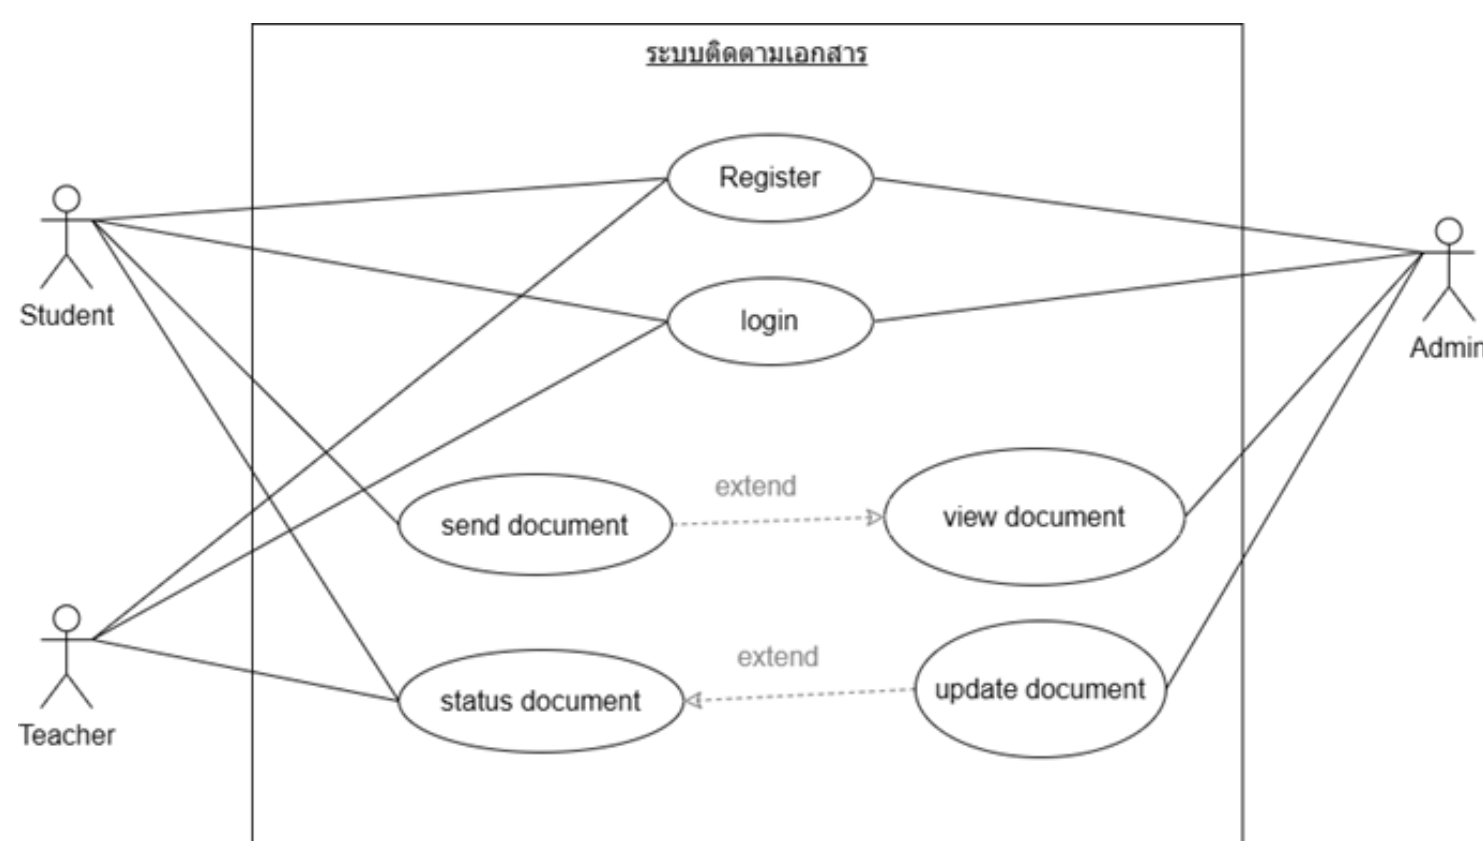 ระบบติดตามเอกสาร
Register
Student
login
Admin
extend
send document
view document
extend
status document
update document
Teacher